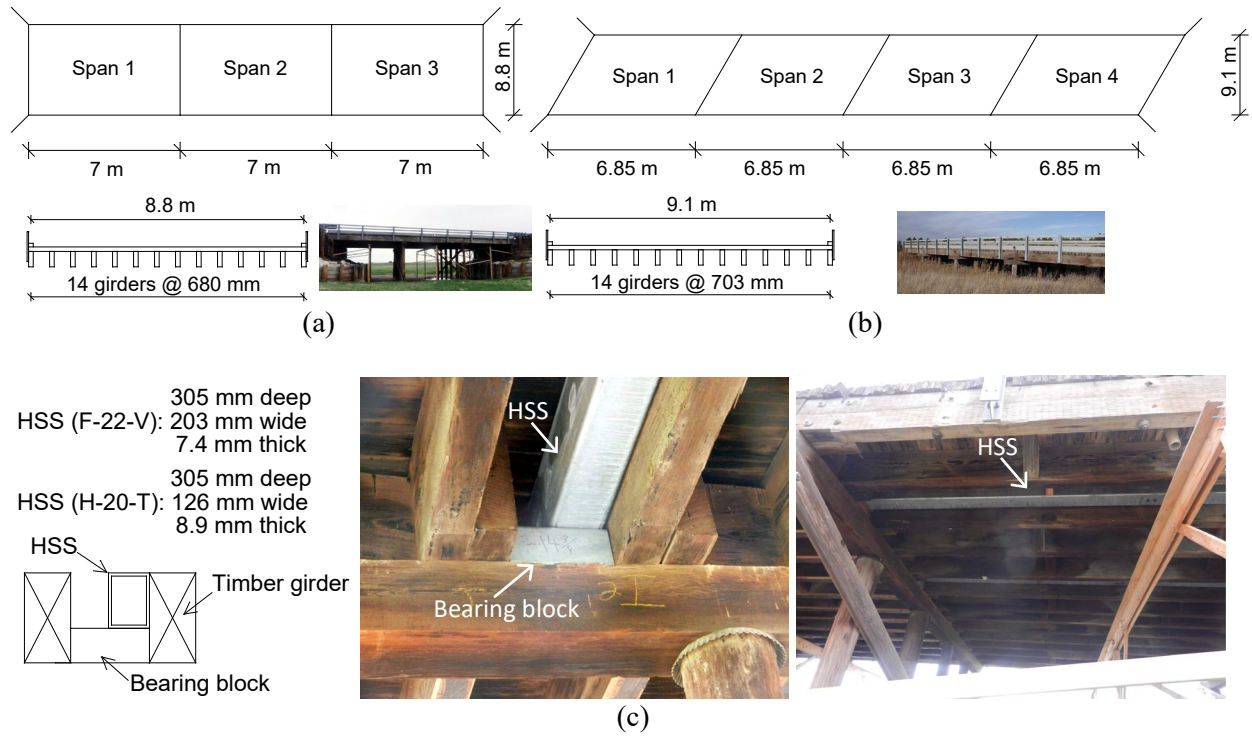 Span 1
Span 2
Span 3
8.8 m
7 m
7 m
7 m
8.8 m
14 girders @ 680 mm
(a)
Span 1
Span 2
Span 3
Span 4
9.1 m
6.85 m
6.85 m
6.85 m
6.85 m
9.1 m
14 girders @ 703 mm
(b)
305 mm deep
HSS (F-22-V): 203 mm wide
7.4 mm thick
305 mm deep
HSS (H-20-T): 126 mm wide
8.9 mm thick
HSS
Timber girder
Bearing block
HSS
Bearing block
HSS
(c)